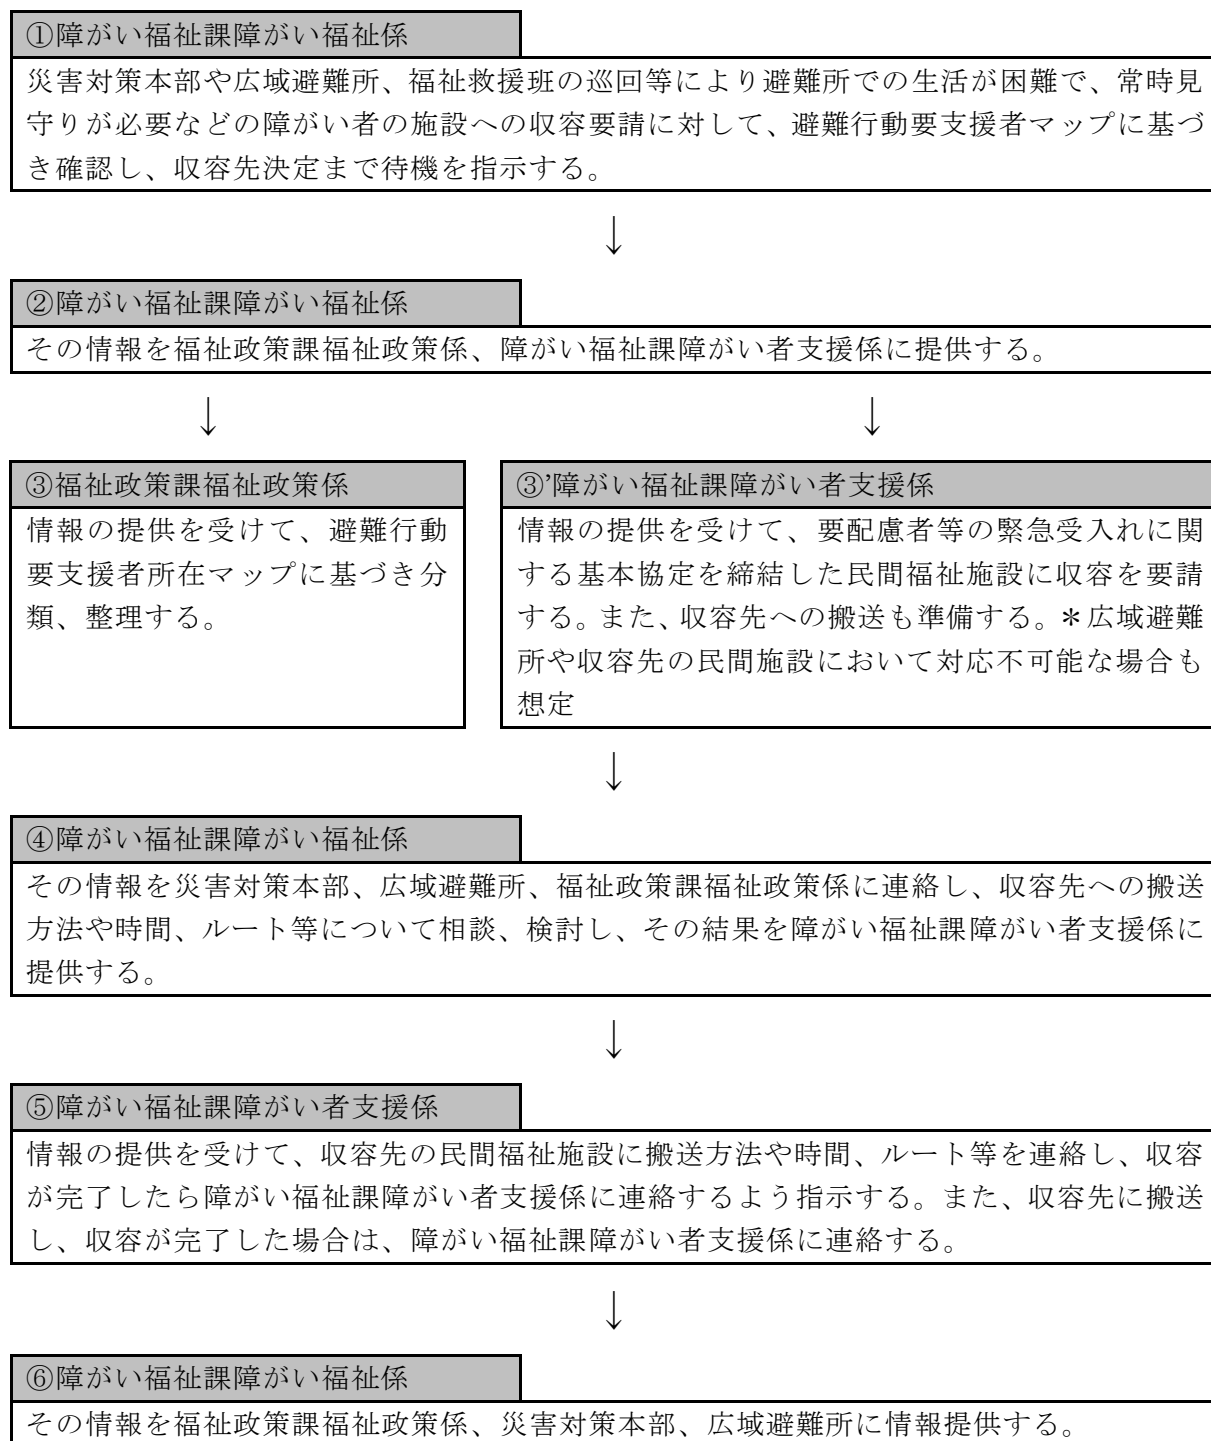 ①障がい福祉課障がい福祉係
災害対策本部や広域避難所、福祉救援班の巡回等により避難所での生活が困難で、常時見
守りが必要などの障がい者の施設への収容要請に対して、避難行動要支援者マップに基づ
き確認し、収容先決定まで待機を指示する。
↓
②障がい福祉課障がい福祉係
その情報を福祉政策課福祉政策係、障がい福祉課障がい者支援係に提供する。
↓ ↓
③福祉政策課福祉政策係
情報の提供を受けて、避難行動
要支援者所在マップに基づき分
類、整理する。
③’障がい福祉課障がい者支援係
情報の提供を受けて、要配慮者等の緊急受入れに関
する基本協定を締結した民間福祉施設に収容を要請
する。また、収容先への搬送も準備する。＊広域避難
所や収容先の民間施設において対応不可能な場合も
想定
↓
④障がい福祉課障がい福祉係
その情報を災害対策本部、広域避難所、福祉政策課福祉政策係に連絡し、収容先への搬送
方法や時間、ルート等について相談、検討し、その結果を障がい福祉課障がい者支援係に
提供する。
↓
⑤障がい福祉課障がい者支援係
情報の提供を受けて、収容先の民間福祉施設に搬送方法や時間、ルート等を連絡し、収容
が完了したら障がい福祉課障がい者支援係に連絡するよう指示する。また、収容先に搬送
し、収容が完了した場合は、障がい福祉課障がい者支援係に連絡する。
↓
⑥障がい福祉課障がい福祉係
その情報を福祉政策課福祉政策係、災害対策本部、広域避難所に情報提供する。